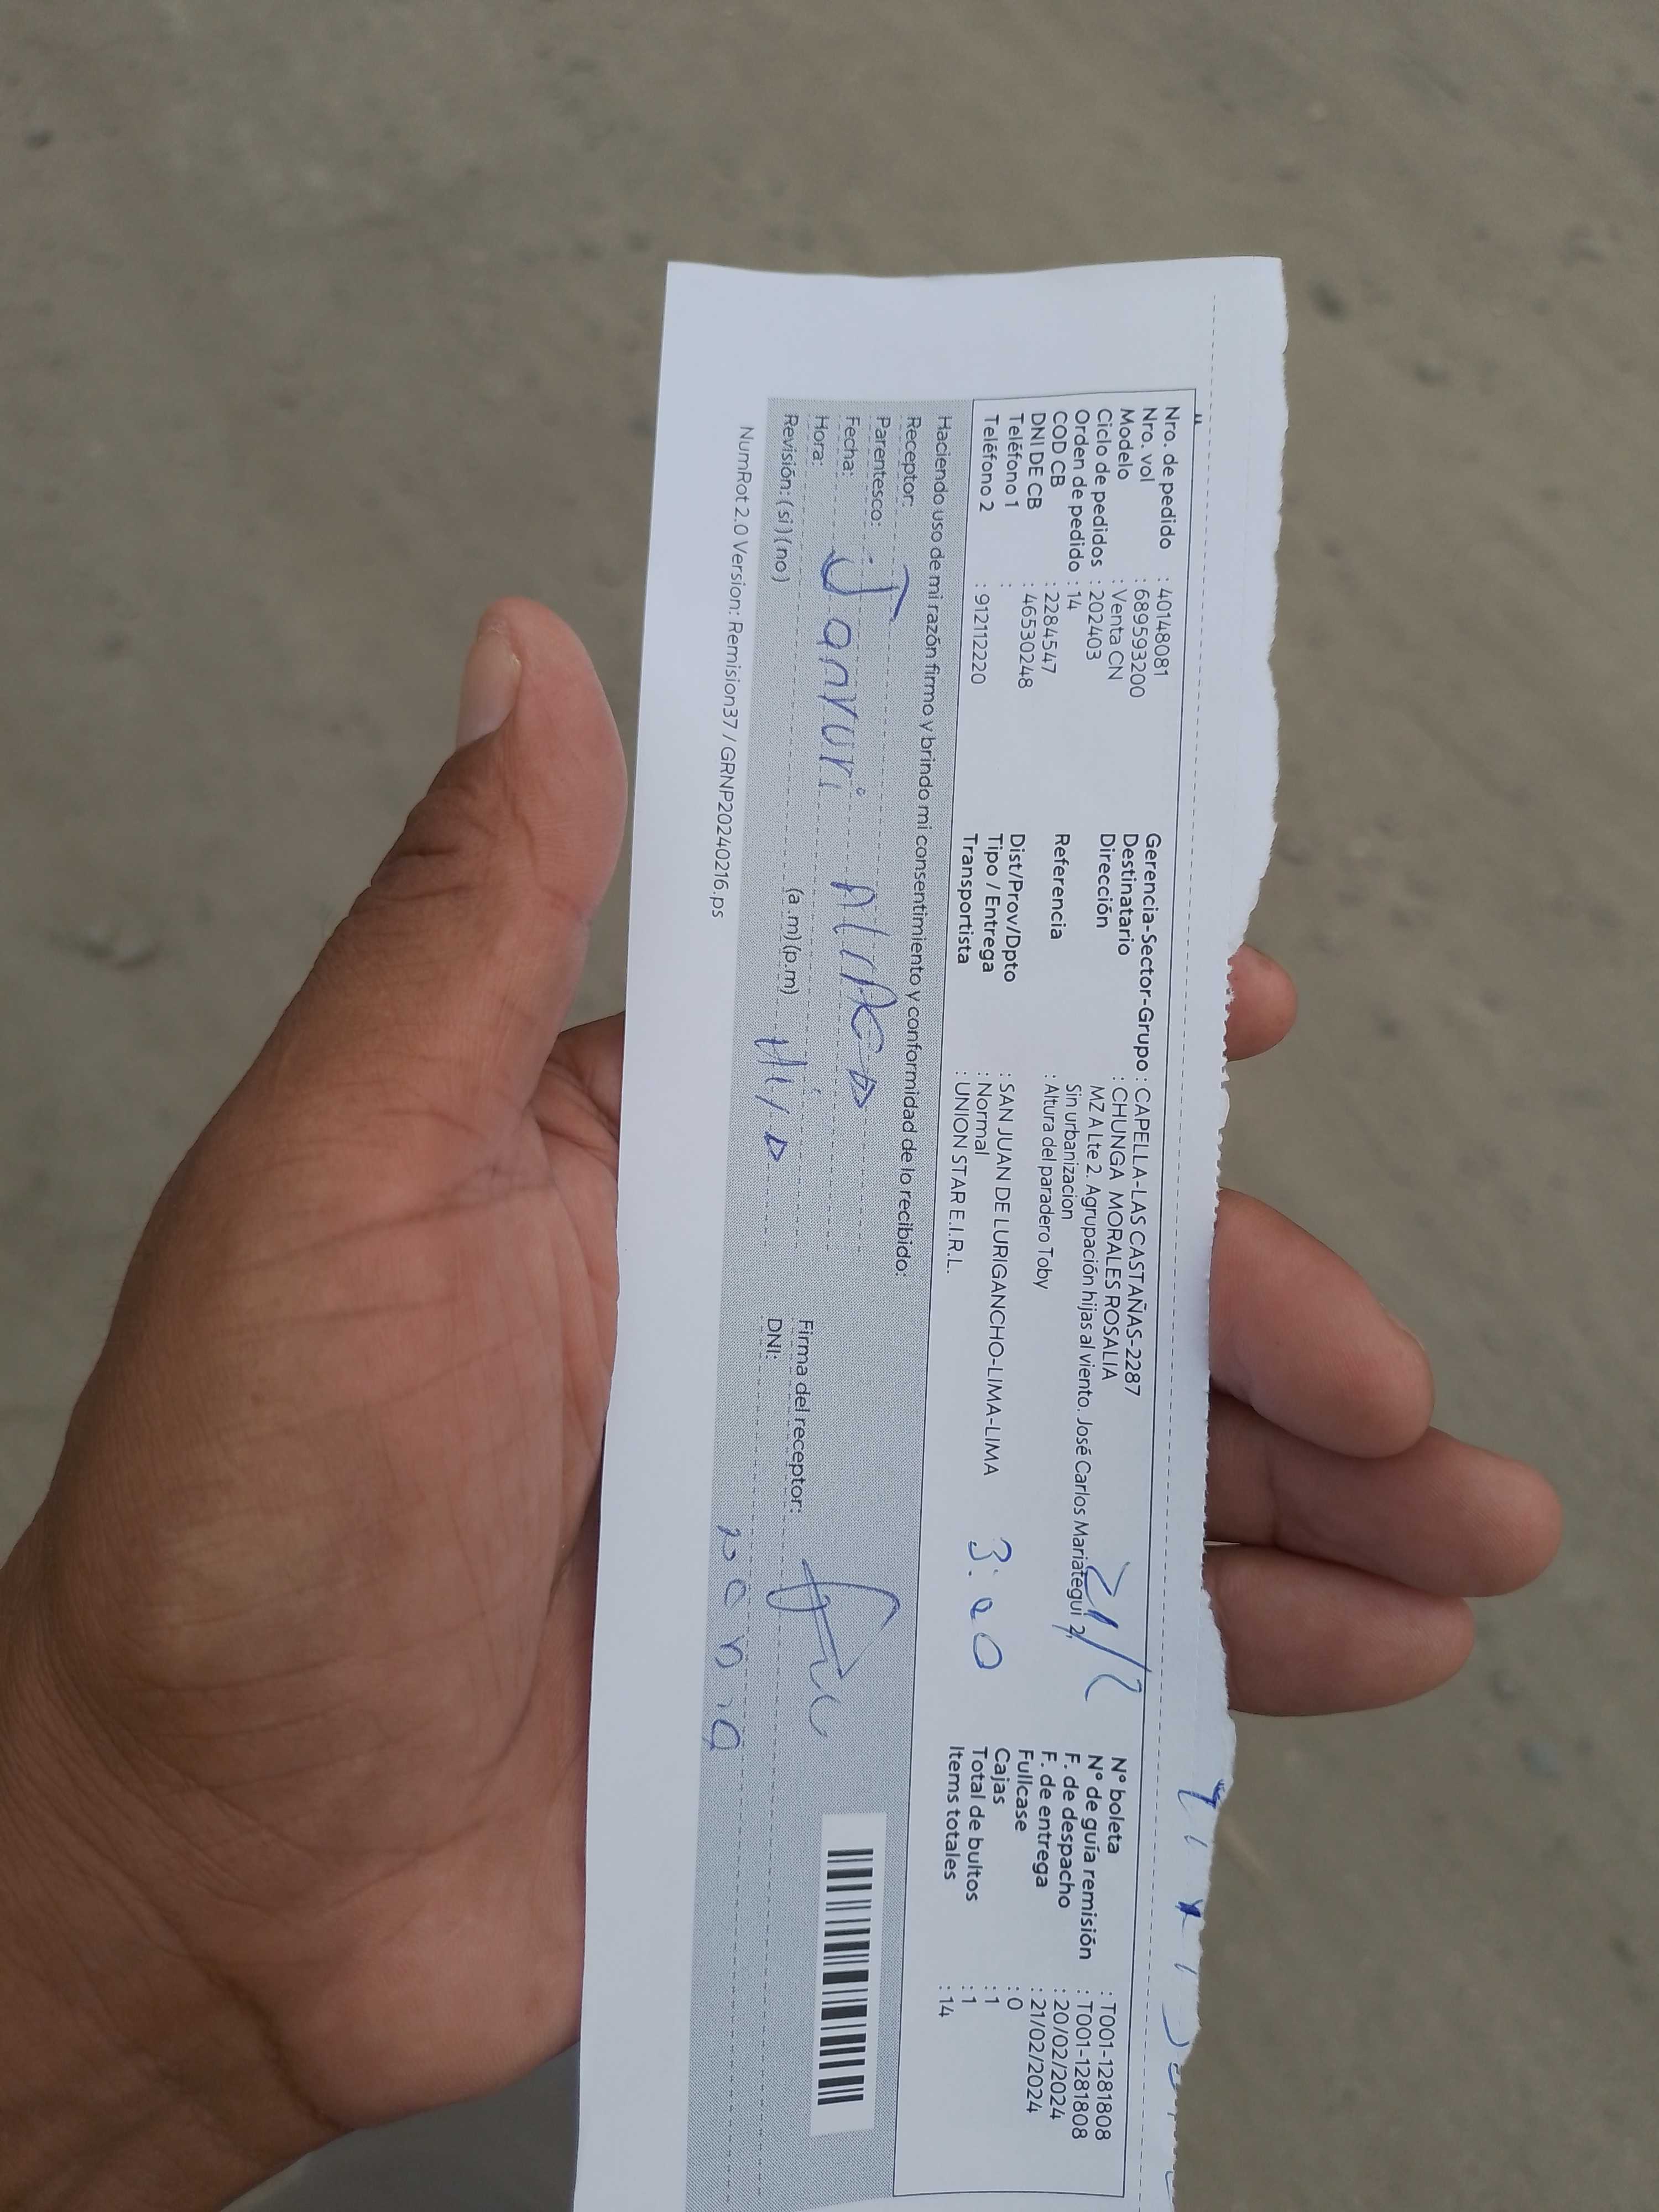 Nro. de pedido : 40148081
Nro. vol : 689593200
Modelo : Venta CN
Ciclo de pedidos : 202403
Orden de pedido : 14
COD CB : 2284547
DNI DE CB : 46530248
Teléfono 1 :
Teléfono 2 : 912112220
Gerencia-Sector-Grupo : CAPELLA-LAS CASTAÑAS-2287
Destinatario : CHUNGA MORALES ROSALIA
Dirección MZ A Lte 2. Agrupación hijas al viento. José Carlos Mariategui 2,
Sin urbanizacion
Referencia : Altura del paradero Toby
Dist/Prov/Dpto : SAN JUAN DE LURIGANCHO-LIMA-LIMA
Tipo / Entrega : Normal
Transportista : UNION STAR E.I.R.L.
21/2
3:00
N° boleta : T001-1281808
N° de guía remisión : T001-1281808
F. de despacho : 20/02/2024
F. de entrega : 21/02/2024
Fullcase : 0
Cajas : 1
Total de bultos : 1
Items totales : 14
Haciendo uso de mi razón firmo y brindo mi consentimiento y conformidad de lo recibido:
Receptor:
Parentesco:
Fecha:
Hora: (a.m) (p.m)
Revisión: ( si ) ( no )
Firma del receptor:
DNI:
NumRot 2.0 Version: Remision37 / GRNP20240216.ps